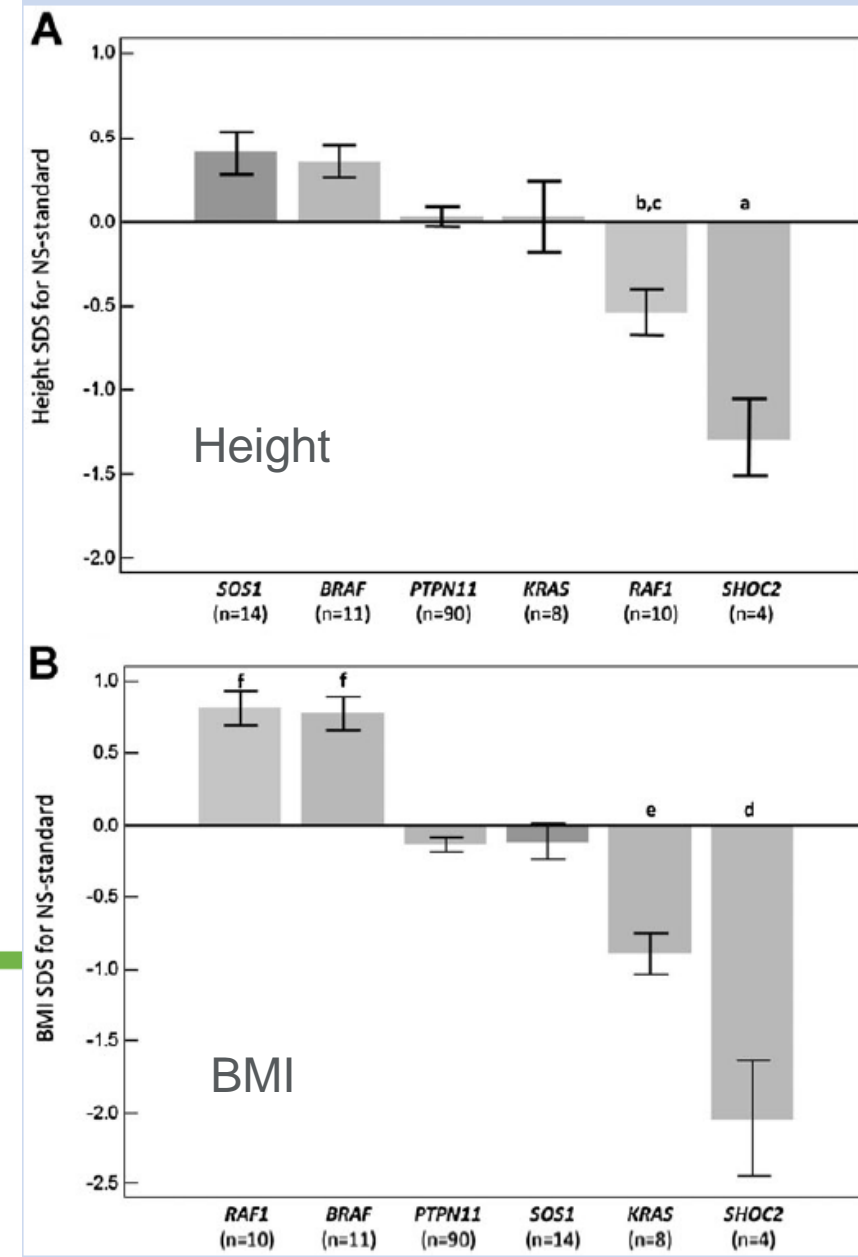 A
1.0
0.5
0.0
-0.5
-1.0
-1.5
-2.0
Height SDS for NS-standard
b,c a
Height
SOS1 BRAF PTPN11 KRAS RAF1 SHOC2
(n=14) (n=11) (n=90) (n=8) (n=10) (n=4)
B
1.0
0.5
0.0
-0.5
-1.0
-1.5
-2.0
-2.5
BMI SDS for NS-standard
f f
e d
BMI
RAF1 BRAF PTPN11 SOS1 KRAS SHOC2
(n=10) (n=11) (n=90) (n=14) (n=8) (n=4)